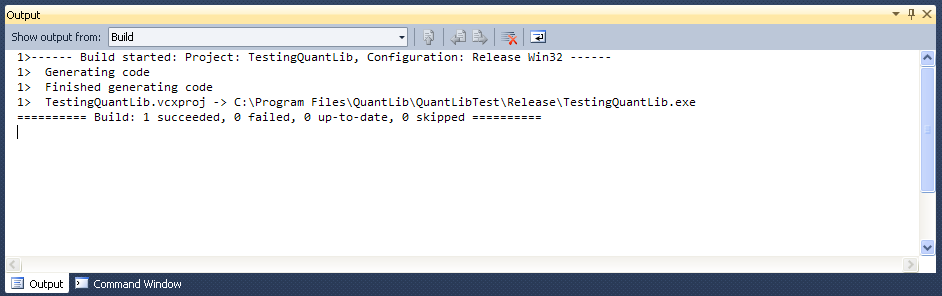 Output
Show output from: Build
1>------ Build started: Project: TestingQuantLib, Configuration: Release Win32 ------
1>  Generating code
1>  Finished generating code
1>  TestingQuantLib.vcxproj -> C:\Program Files\QuantLib\QuantLibTest\Release\TestingQuantLib.exe
========== Build: 1 succeeded, 0 failed, 0 up-to-date, 0 skipped ==========
Output Command Window